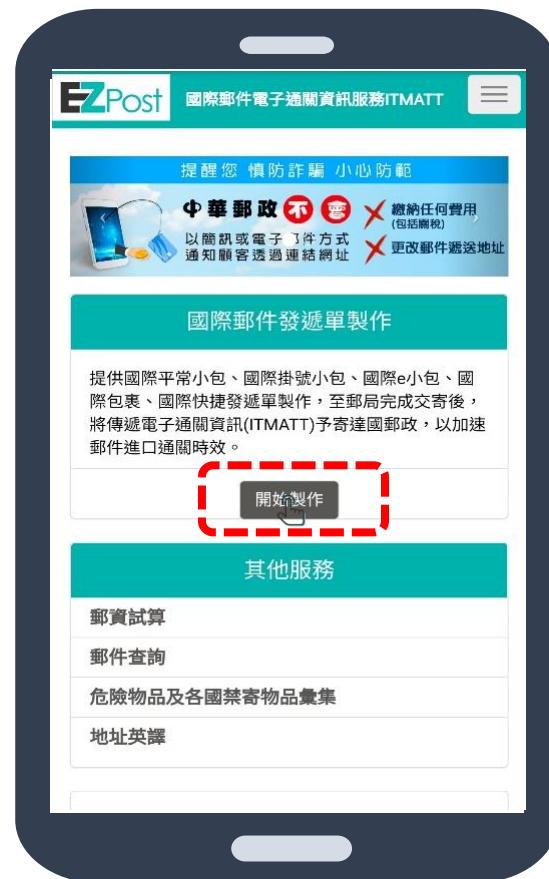 EZPost 國際郵件電子通關資訊服務ITMATT
提醒您 慎防詐騙 小心防範
中華郵政不會
以簡訊或電子 件方式
通知顧客透過連結網址
繳納任何費用
(包括關稅)
更改郵件遞送地址
國際郵件發遞單製作
提供國際平常小包、國際掛號小包、國際e小包、國
際包裹、國際快捷發遞單製作，至郵局完成交寄後，
將傳遞電子通關資訊(ITMATT)予寄達國郵政，以加速
郵件進口通關時效。
開始製作
其他服務
郵資試算
郵件查詢
危險物品及各國禁寄物品彙集
地址英譯